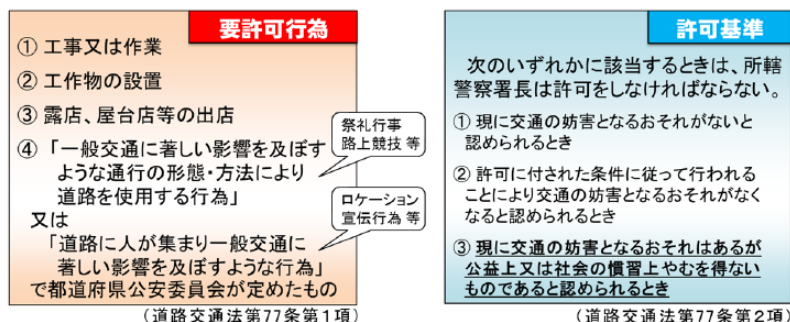 要許可行為
① 工事又は作業
② 工作物の設置
③ 露店、屋台店等の出店
④ 「一般交通に著しい影響を及ぼす
ような通行の形態・方法により
道路を使用する行為」
祭礼行事
路上競技 等
又は
「道路に人が集まり一般交通に
著しい影響を及ぼすような行為」
で都道府県公安委員会が定めたもの
ロケーション
宣伝行為 等
(道路交通法第77条第1項)
許可基準
次のいずれかに該当するときは、所轄
警察署長は許可をしなければならない。
① 現に交通の妨害となるおそれがないと
認められるとき
② 許可に付された条件に従って行われる
ことにより交通の妨害となるおそれがなく
なると認められるとき
③ 現に交通の妨害となるおそれはあるが
公益上又は社会の慣習上やむを得ない
ものであると認められるとき
(道路交通法第77条第2項)